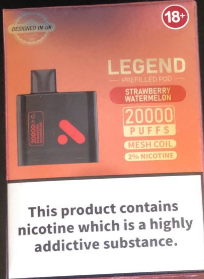 DESIGNED IN UK
18+
LEGEND
PREFILLED POD
STRAWBERRY
WATERMELON
20000
PUFFS
MESH COIL
2% NICOTINE
20000
This product contains
nicotine which is a highly
addictive substance.